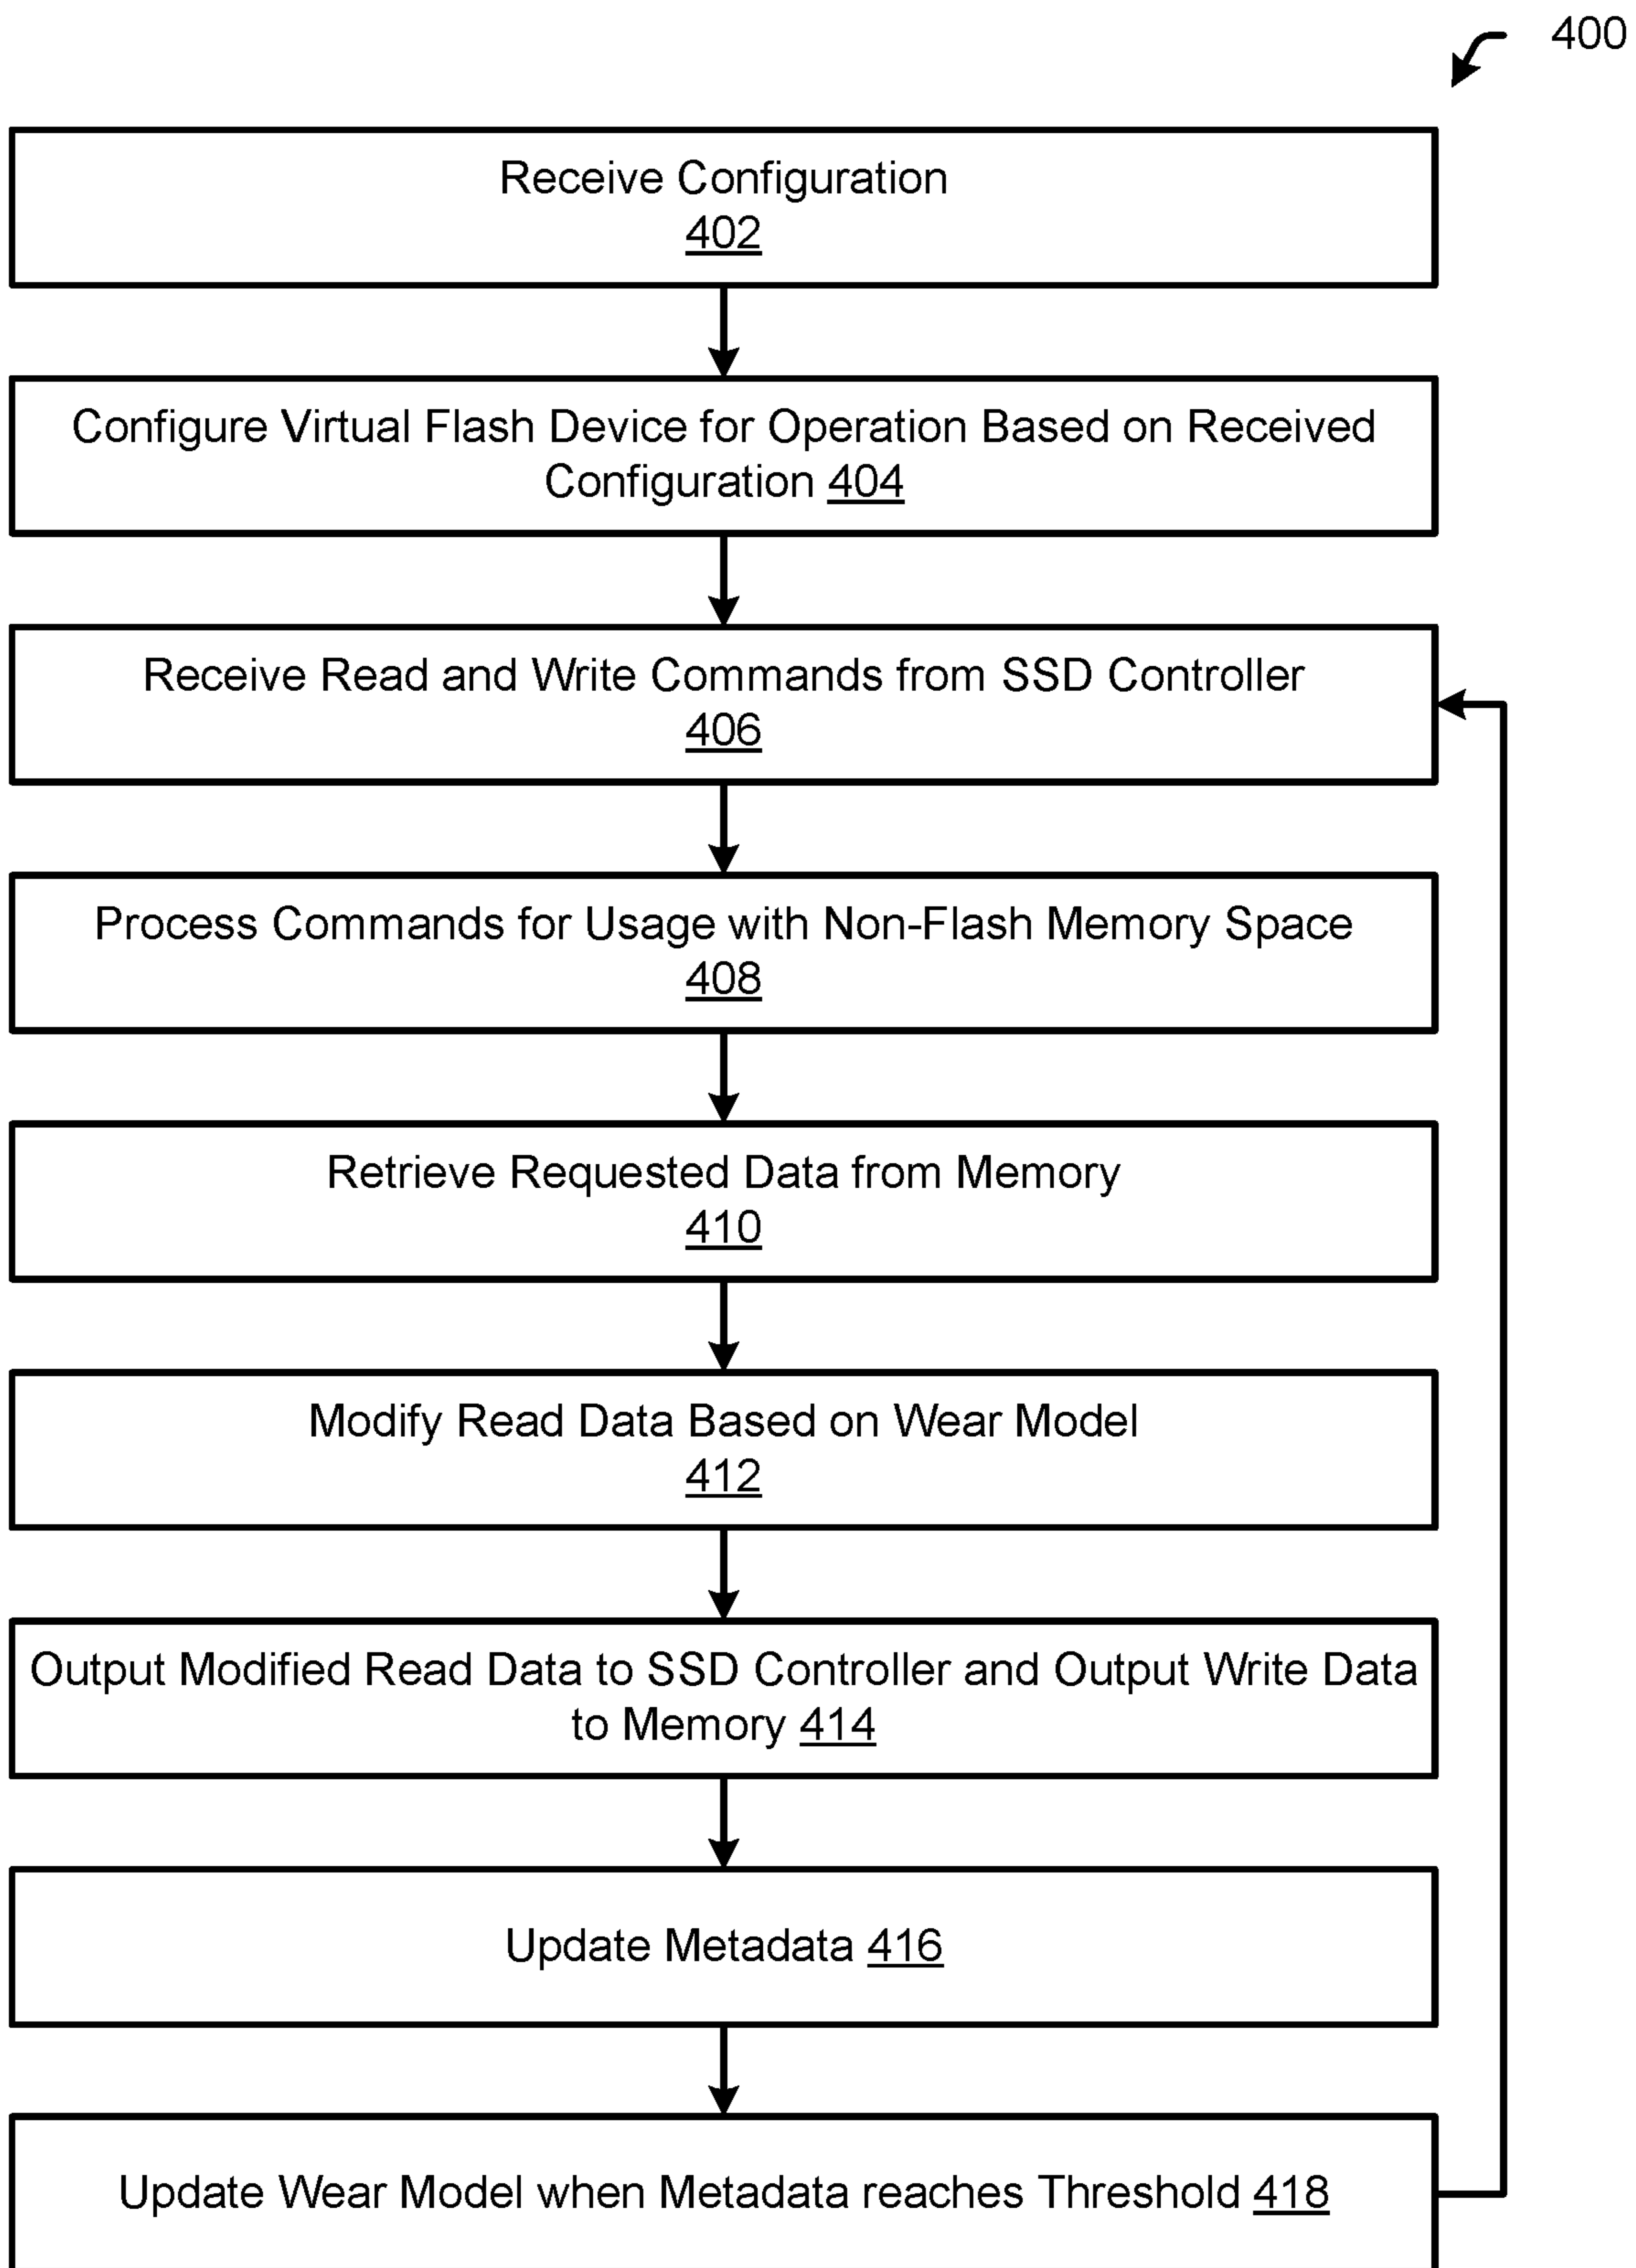 400
Receive Configuration
402
Configure Virtual Flash Device for Operation Based on Received
Configuration 404
Receive Read and Write Commands from SSD Controller
406
Process Commands for Usage with Non-Flash Memory Space
408
Retrieve Requested Data from Memory
410
Modify Read Data Based on Wear Model
412
Output Modified Read Data to SSD Controller and Output Write Data
to Memory 414
Update Metadata 416
Update Wear Model when Metadata reaches Threshold 418